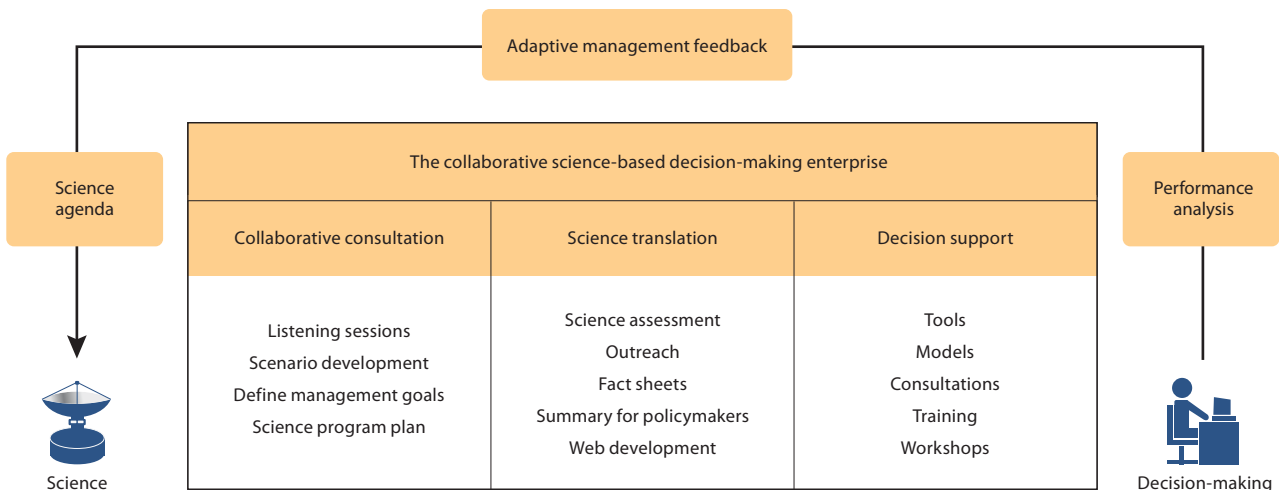 Adaptive management feedback
The collaborative science-based decision-making enterprise
Science
agenda
Performance
analysis
Collaborative consultation
Science translation
Decision support
Listening sessions
Scenario development
Define management goals
Science program plan
Science assessment
Outreach
Fact sheets
Summary for policymakers
Web development
Tools
Models
Consultations
Training
Workshops
Science
Decision-making